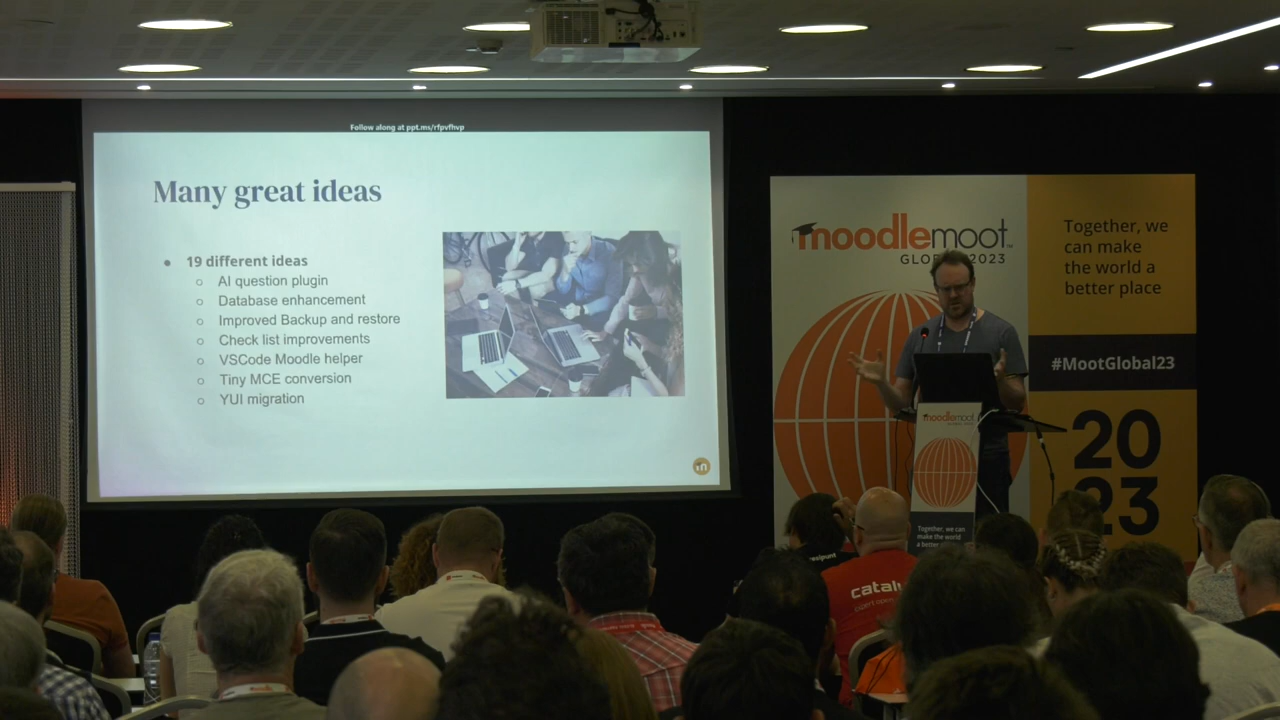 Follow along at ppt.ms/rfpvfhvp
Many great ideas
19 different ideas
AI question plugin
Database enhancement
Improved Backup and restore
Check list improvements
VSCode Moodle helper
Tiny MCE conversion
YUI migration
moodlemoot
2023
Together, we
can make
the world a
better place
#MootGlobal23
20
23
moodlemoot
Together, we can
make the world
a better place